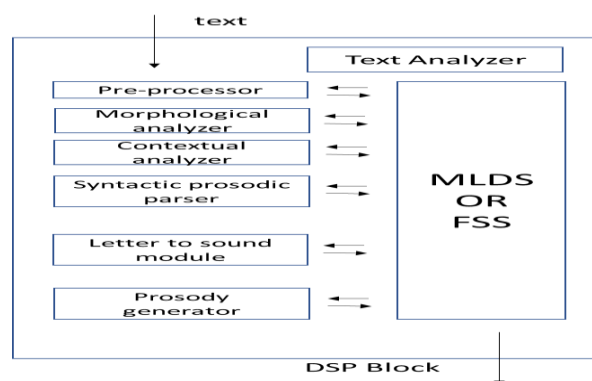 text
Text Analyzer
Pre-processor
Morphological
analyzer
Contextual
analyzer
Syntactic prosodic
parser
Letter to sound
module
Prosody
generator
MLDS
OR
FSS
DSP Block